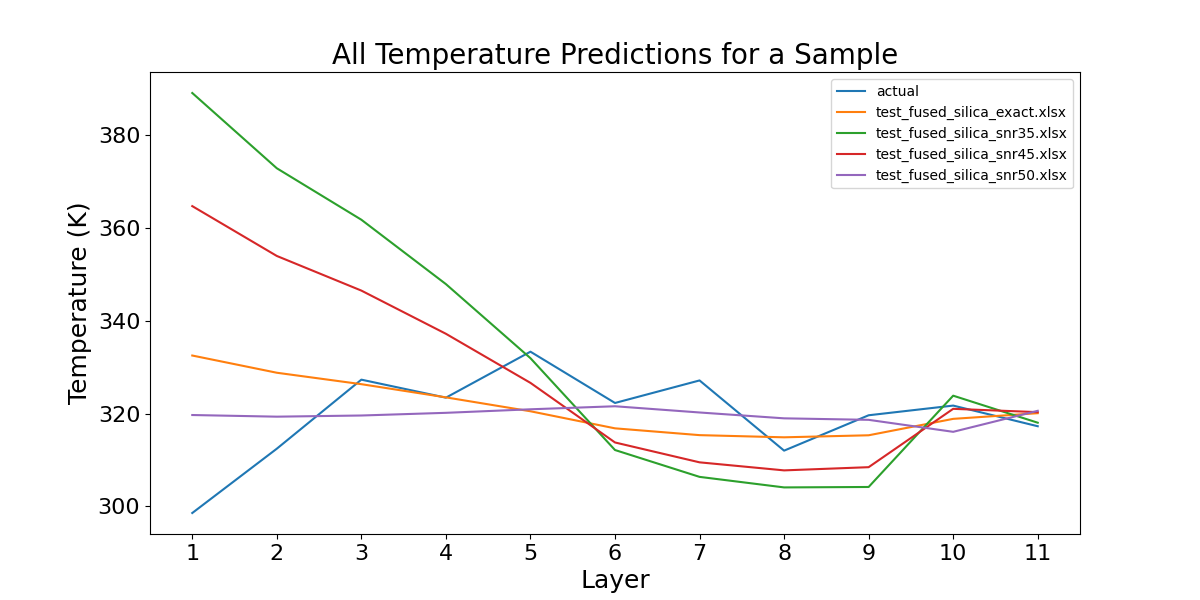 All Temperature Predictions for a Sample
actual
test_fused_silica_exact.xlsx
test_fused_silica_snr35.xlsx
test_fused_silica_snr45.xlsx
test_fused_silica_snr50.xlsx
Temperature (K)
380
360
340
320
300
1 2 3 4 5 6 7 8 9 10 11
Layer